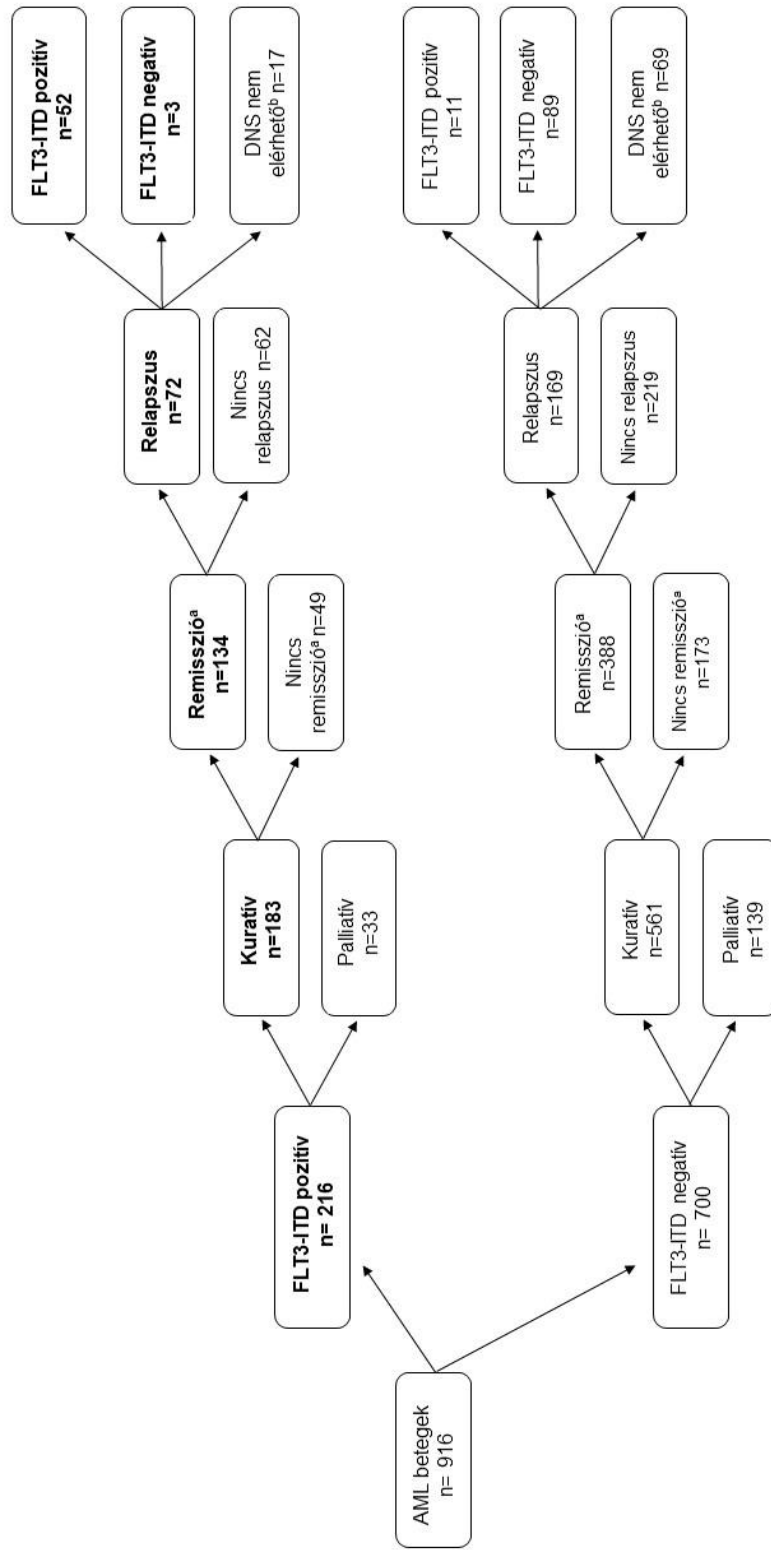 AML betegek
n= 916
FLT3-ITD pozitív
n= 216
FLT3-ITD negatív
n= 700
Kuratív
n=183
Palliatív
n=33
Kuratív
n=561
Palliatív
n=139
Remisszióᵃ
n=134
Nincs
remisszióᵃ n=49
Remisszióᵃ
n=388
Nincs remisszióᵃ
n=173
Relapszus
n=72
Nincs
relapszus n=62
Relapszus
n=169
Nincs relapszus
n=219
FLT3-ITD pozitív
n=52
FLT3-ITD negatív
n=3
DNS nem
elérhetőᵇ n=17
FLT3-ITD pozitív
n=11
FLT3-ITD negatív
n=89
DNS nem
elérhetőᵇ n=69